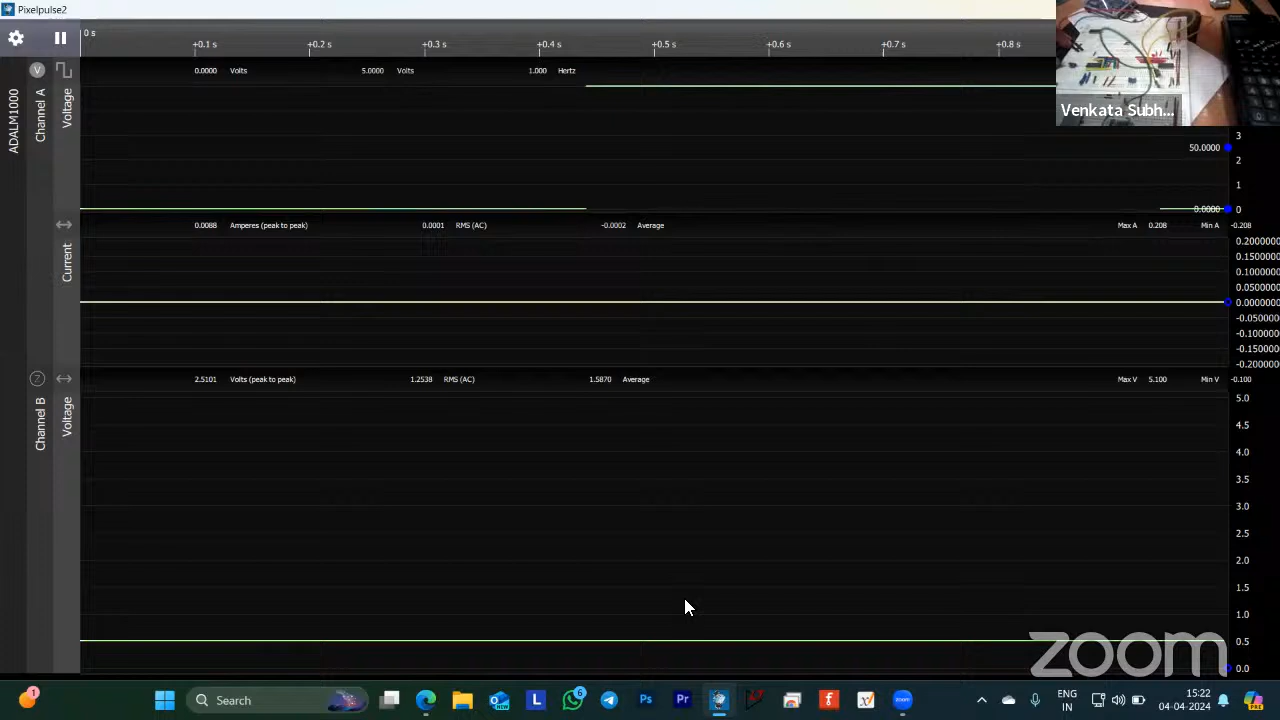 Pixelpulse2
0 s
+0.1 s +0.2 s +0.3 s +0.4 s +0.5 s +0.6 s +0.7 s +0.8 s
Venkata Subh...
ADALM1000
Channel A
V
Voltage
0.0000 Volts 5.0000 Volts 1.000 Hertz
3
50.0000
2
1
0.0000 0
Current
0.0088 Amperes (peak to peak) 0.0001 RMS (AC) -0.0002 Average Max A 0.208 Min A -0.208
0.2000000
0.1500000
0.1000000
0.0500000
0.0000000
-0.050000
-0.100000
-0.150000
-0.200000
Channel B
Z
Voltage
2.5101 Volts (peak to peak) 1.2538 RMS (AC) 1.5870 Average Max V 5.100 Min V -0.100
5.0
4.5
4.0
3.5
3.0
2.5
2.0
1.5
1.0
0.5
0.0
zoom
1
Search
L
6
Ps
Pr
zoom
ENG
IN
15:22
04-04-2024